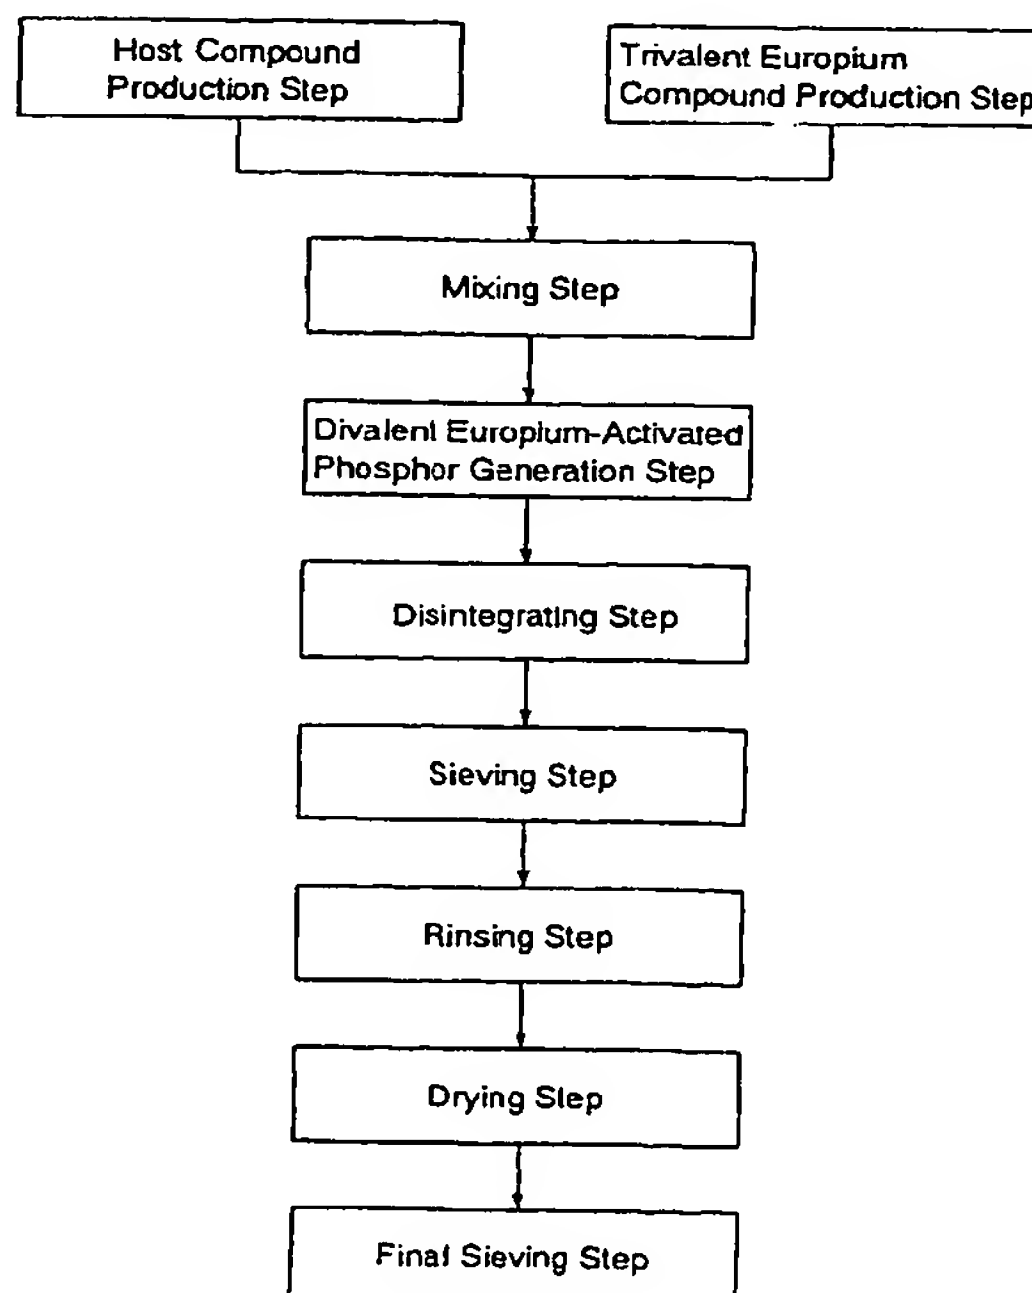 Host Compound
Production Step
Trivalent Europium
Compound Production Step
Mixing Step
Divalent Europium-Activated
Phosphor Generation Step
Disintegrating Step
Sieving Step
Rinsing Step
Drying Step
Final Sieving Step